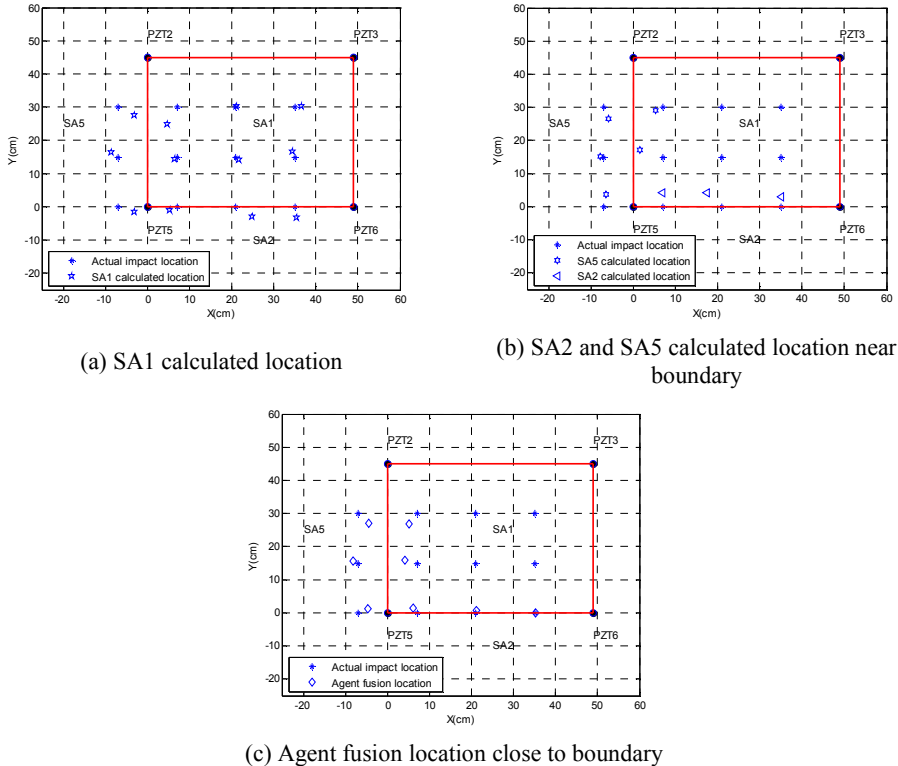 60
50
40
30
20
10
0
-10
-20
Y(cm)
PZT2
PZT3
SA5
SA1
PZT5
PZT6
SA2
Actual impact location
SA1 calculated location
-20 -10 0 10 20 30 40 50 60
X(cm)
(a) SA1 calculated location
60
50
40
30
20
10
0
-10
-20
Y(cm)
PZT2
PZT3
SA5
SA1
PZT5
PZT6
SA2
Actual impact location
SA5 calculated location
SA2 calculated location
-20 -10 0 10 20 30 40 50 60
X(cm)
(b) SA2 and SA5 calculated location near
boundary
60
50
40
30
20
10
0
-10
-20
Y(cm)
PZT2
PZT3
SA5
SA1
PZT5
PZT6
SA2
Actual impact location
Agent fusion location
-20 -10 0 10 20 30 40 50 60
X(cm)
(c) Agent fusion location close to boundary